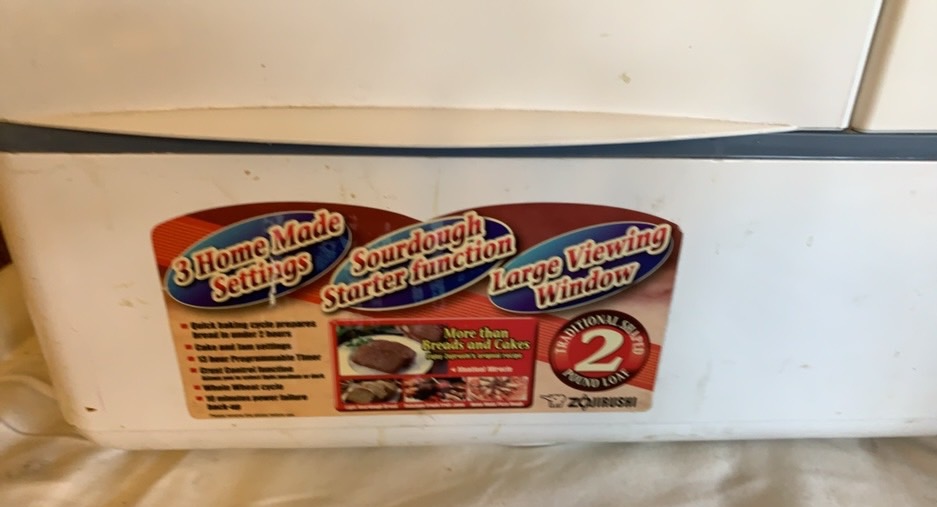 3 Home Made
Settings
Sourdough
Starter function
Large Viewing
Window
Quick baking cycle prepares
bread in under 2 hours
Cake and Jam settings
13 hour Programmable Timer
Crust Control function
Whole Wheat cycle
10 minutes power failure
back-up
More than
Breads and Cakes
Meatloaf Miracle
TRADITIONAL SHAPED
2
POUND LOAF
ZOJIRUSHI